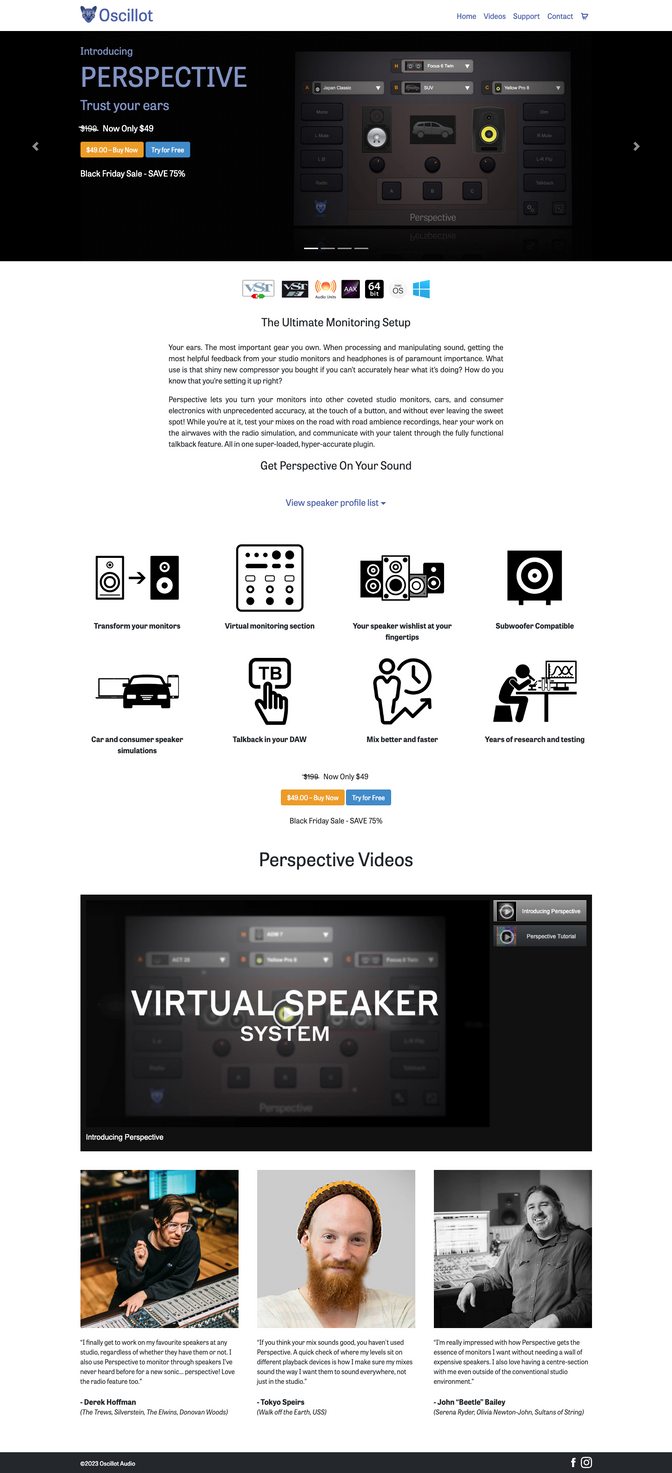 Oscillot
Home Videos Support Contact
Introducing
PERSPECTIVE
Trust your ears
$199 Now Only $49
$49.00 – Buy Now Try for Free
Black Friday Sale - SAVE 75%
H Focus 6 Twin
A Japan Classic B SUV C Yellow Pro 8
Mono Dim
L Mute R Mute
L Ø L-R Flip
Radio A B C Talkback
Perspective
VST VST Audio Units AAX 64 bit OS
The Ultimate Monitoring Setup
Your ears. The most important gear you own. When processing and manipulating sound, getting the
most helpful feedback from your studio monitors and headphones is of paramount importance. What
use is that shiny new compressor you bought if you can't accurately hear what it's doing? How do you
know that you're setting it up right?
Perspective lets you turn your monitors into other coveted studio monitors, cars, and consumer
electronics with unprecedented accuracy, at the touch of a button, and without ever leaving the sweet
spot! While you're at it, test your mixes on the road with road ambience recordings, hear your work on
the airwaves with the radio simulation, and communicate with your talent through the fully functional
talkback feature. All in one super-loaded, hyper-accurate plugin.
Get Perspective On Your Sound
View speaker profile list
Transform your monitors
Virtual monitoring section
Your speaker wishlist at your
fingertips
Subwoofer Compatible
TB
Car and consumer speaker
simulations
Talkback in your DAW
Mix better and faster
Years of research and testing
$199 Now Only $49
$49.00 – Buy Now Try for Free
Black Friday Sale - SAVE 75%
Perspective Videos
VIRTUAL SPEAKER
SYSTEM
Perspective
Introducing Perspective
Perspective Tutorial
Introducing Perspective
"I finally get to work on my favourite speakers at any
studio, regardless of whether they have them or not. I
also use Perspective to monitor through speakers I've
never heard before for a new sonic... perspective! Love
the radio feature too."
- Derek Hoffman
(The Trews, Silverstein, The Elwins, Donovan Woods)
"If you think your mix sounds good, you haven't used
Perspective. A quick check of where my levels sit on
different playback devices is how I make sure my mixes
sound the way I want them to sound everywhere, not
just in the studio."
- Tokyo Speirs
(Walk off the Earth, USS)
"I'm really impressed with how Perspective gets the
essence of monitors I want without needing a wall of
expensive speakers. I also love having a centre-section
with me even outside of the conventional studio
environment."
- John "Beetle" Bailey
(Serena Ryder, Olivia Newton-John, Sultans of String)
©2023 Oscillot Audio